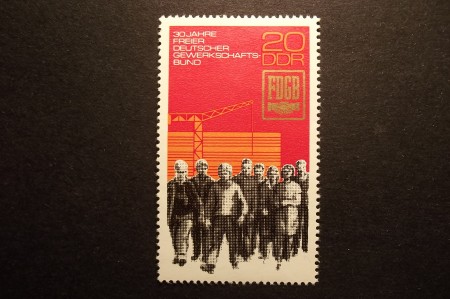 30 JAHRE
FREIER
DEUTSCHER
GEWERKSCHAFTS-
BUND
20
DDR
FDGB